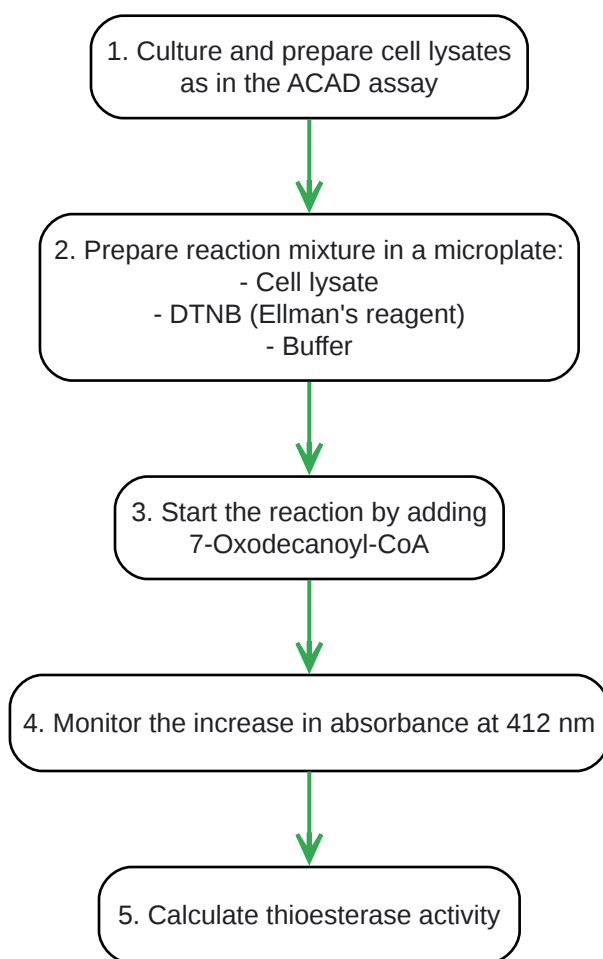 1. Culture and prepare cell lysates
as in the ACAD assay
2. Prepare reaction mixture in a microplate:
- Cell lysate
- DTNB (Ellman's reagent)
- Buffer
3. Start the reaction by adding
7-Oxodecanoyl-CoA
4. Monitor the increase in absorbance at 412 nm
5. Calculate thioesterase activity